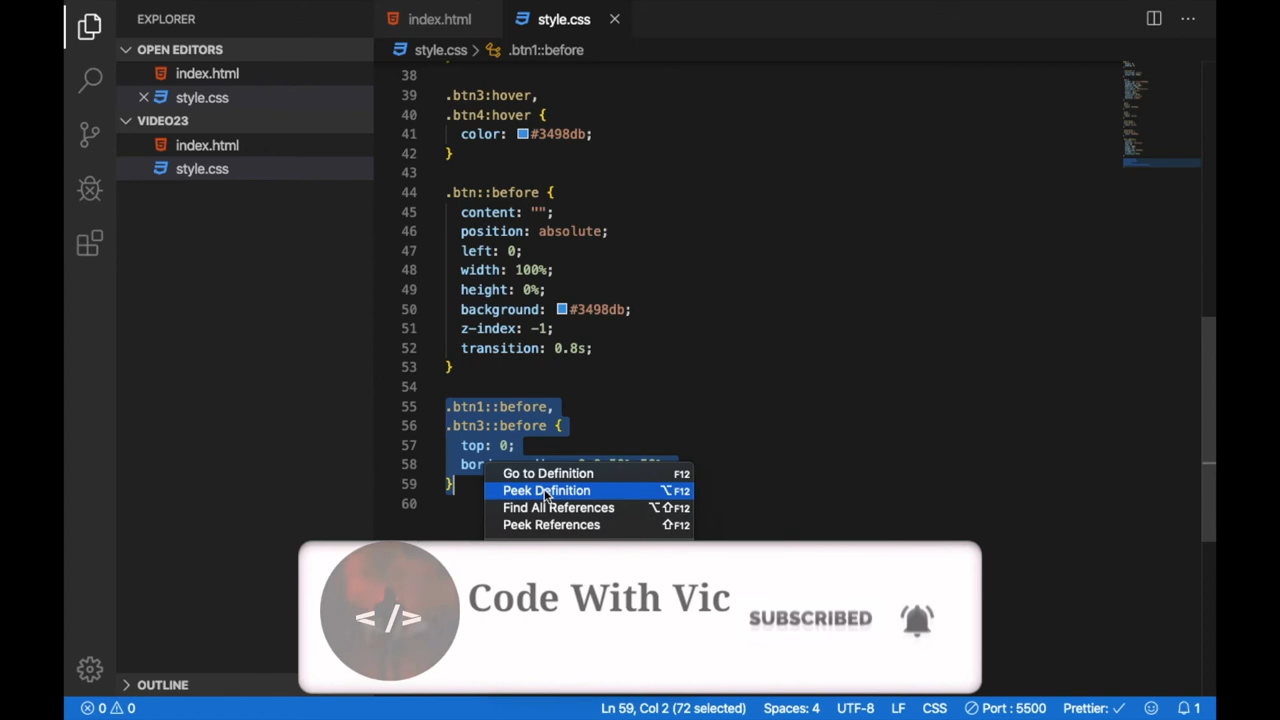 EXPLORER
index.html
style.css
OPEN EDITORS
style.css > .btn1::before
index.html
style.css
VIDEO23
index.html
style.css
38
39 .btn3:hover,
40 .btn4:hover {
41 color: #3498db;
42 }
43
44 .btn::before {
45 content: "";
46 position: absolute;
47 left: 0;
48 width: 100%;
49 height: 0%;
50 background: #3498db;
51 z-index: -1;
52 transition: 0.8s;
53 }
54
55 .btn1::before,
56 .btn3::before {
57 top: 0;
58 bor
59 }
60
Go to Definition F12
Peek Definition ⌥F12
Find All References ⌥⇧F12
Peek References ⇧F12
</>
Code With Vic
SUBSCRIBED
OUTLINE
0 0
Ln 59, Col 2 (72 selected)
Spaces: 4
UTF-8
LF
CSS
Port : 5500
Prettier: ✓
1